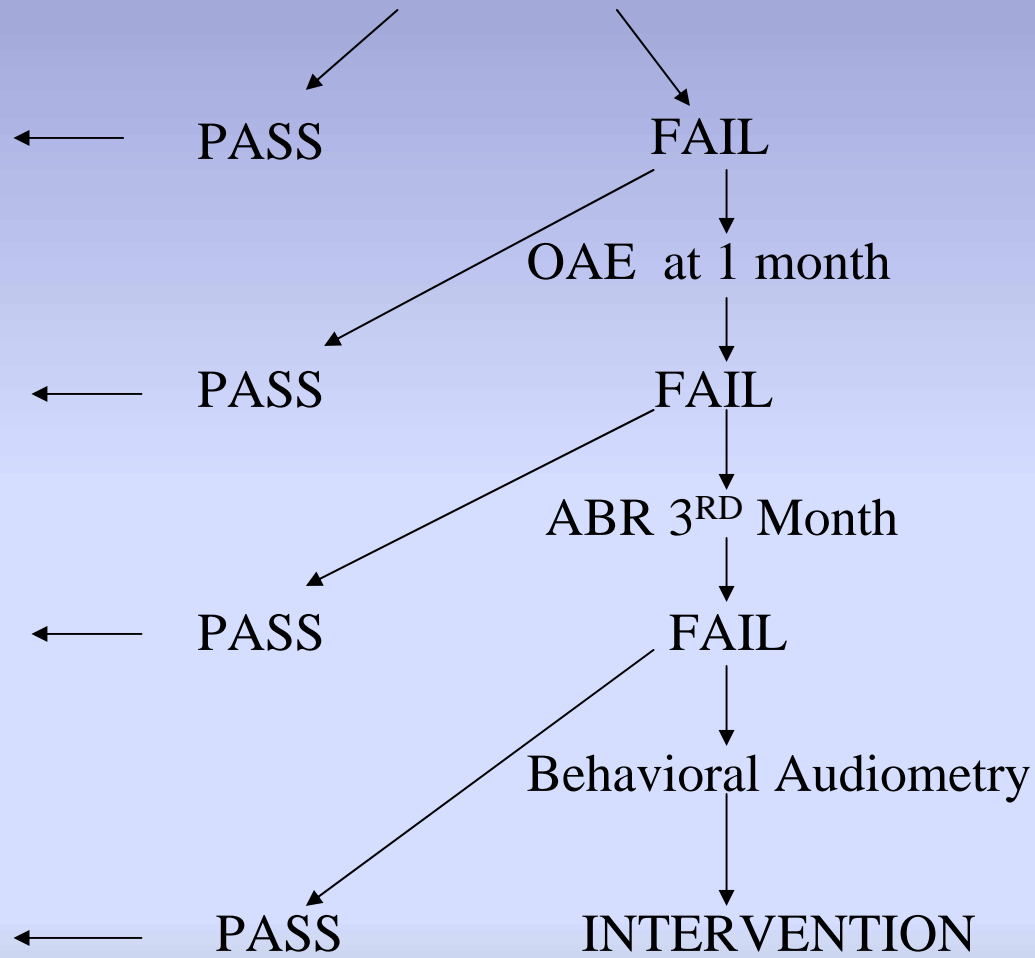 PASS FAIL
OAE at 1 month
PASS FAIL
ABR 3RD Month
PASS FAIL
Behavioral Audiometry
PASS INTERVENTION